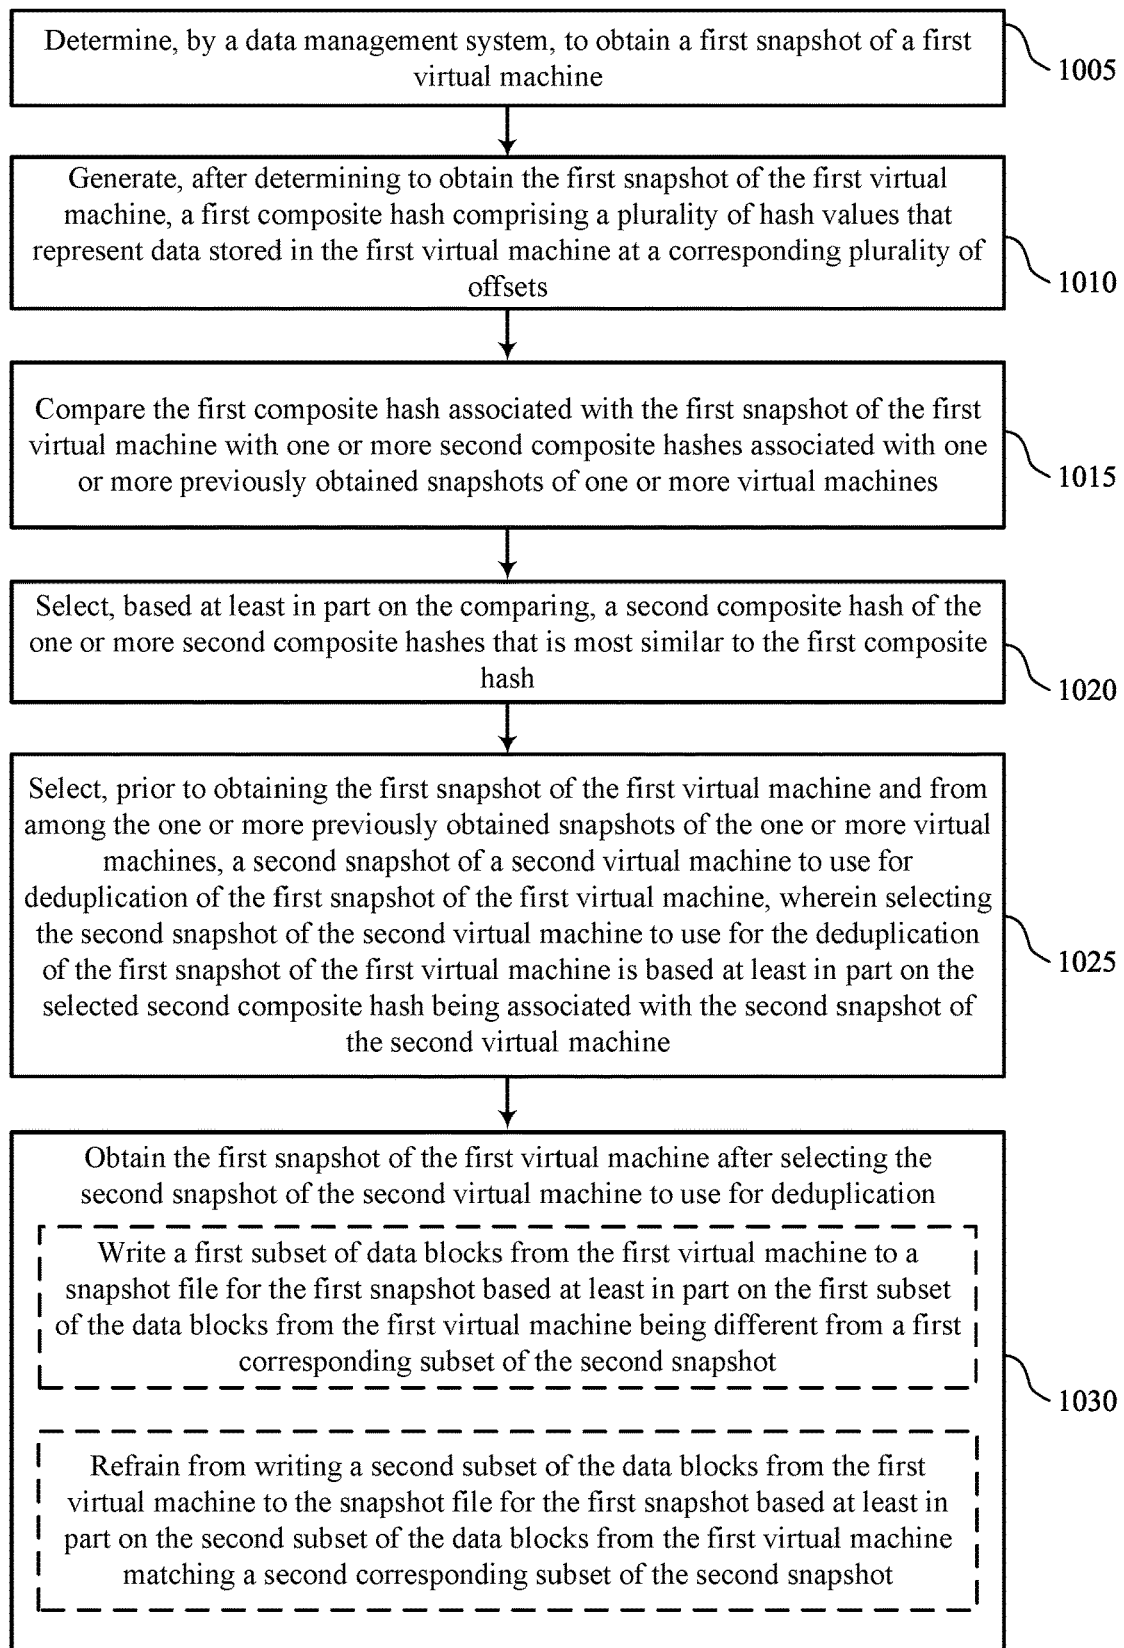 Determine, by a data management system, to obtain a first snapshot of a first
virtual machine
1005
Generate, after determining to obtain the first snapshot of the first virtual
machine, a first composite hash comprising a plurality of hash values that
represent data stored in the first virtual machine at a corresponding plurality of
offsets
1010
Compare the first composite hash associated with the first snapshot of the first
virtual machine with one or more second composite hashes associated with one
or more previously obtained snapshots of one or more virtual machines
1015
Select, based at least in part on the comparing, a second composite hash of the
one or more second composite hashes that is most similar to the first composite
hash
1020
Select, prior to obtaining the first snapshot of the first virtual machine and from
among the one or more previously obtained snapshots of the one or more virtual
machines, a second snapshot of a second virtual machine to use for
deduplication of the first snapshot of the first virtual machine, wherein selecting
the second snapshot of the second virtual machine to use for the deduplication
of the first snapshot of the first virtual machine is based at least in part on the
selected second composite hash being associated with the second snapshot of
the second virtual machine
1025
Obtain the first snapshot of the first virtual machine after selecting the
second snapshot of the second virtual machine to use for deduplication
Write a first subset of data blocks from the first virtual machine to a
snapshot file for the first snapshot based at least in part on the first subset
of the data blocks from the first virtual machine being different from a first
corresponding subset of the second snapshot
1030
Refrain from writing a second subset of the data blocks from the first
virtual machine to the snapshot file for the first snapshot based at least in
part on the second subset of the data blocks from the first virtual machine
matching a second corresponding subset of the second snapshot